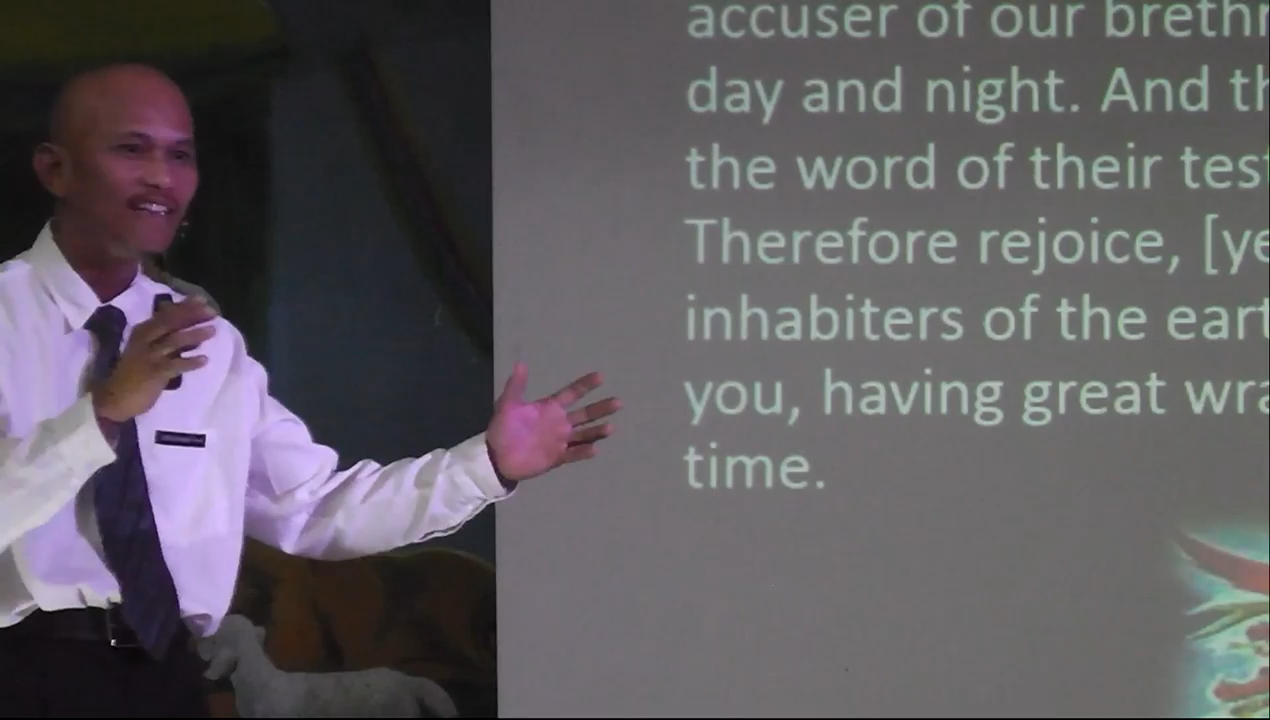 accuser of our brethr
day and night. And th
the word of their test
Therefore rejoice, [ye
inhabiters of the eart
you, having great wra
time.